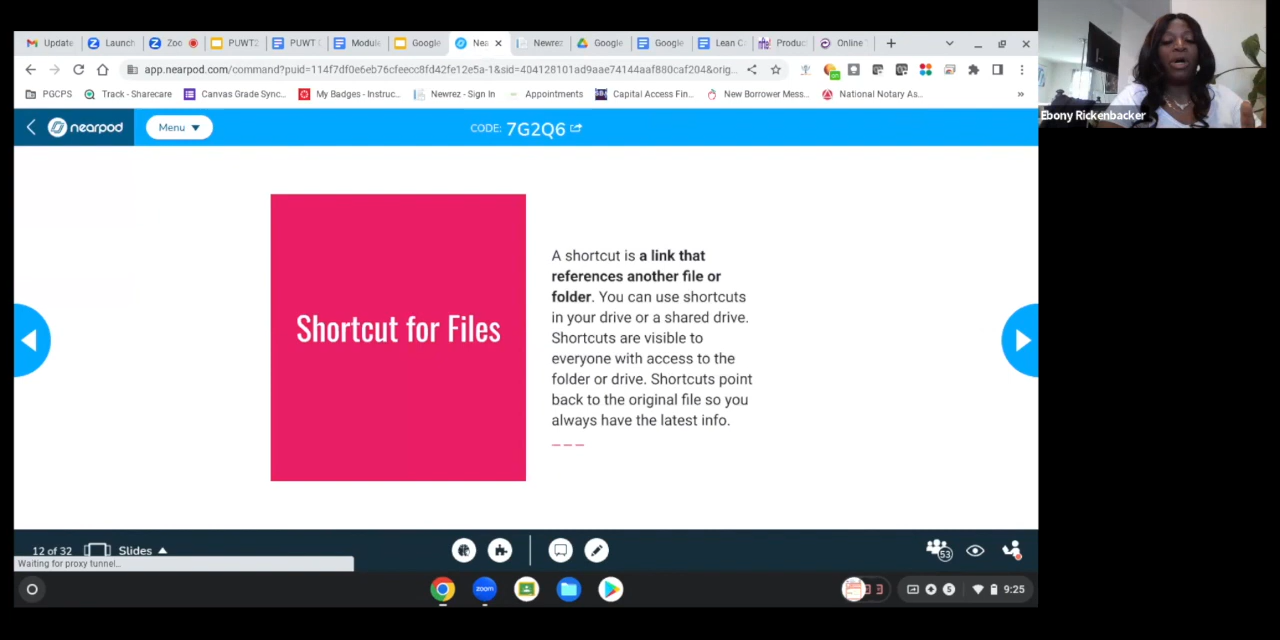 Update
Launch
Zoo
PUWT2
PUWT
Module
Google
Nea
Newrez
Google
Google
Lean C
Produc
Online
app.nearpod.com/command?puid=114f7df0e6eb76cfeecc8fd42fe12e5a-1&sid=404128101ad9aae74144aaf880caf204&orig...
PGCPS
Track - Sharecare
Canvas Grade Sync...
My Badges - Instruc...
Newrez - Sign In
Appointments
Capital Access Fin...
New Borrower Mess...
National Notary As...
Ebony Rickenbacker
nearpod
Menu
CODE: 7G2Q6
Shortcut for Files
A shortcut is a link that
references another file or
folder. You can use shortcuts
in your drive or a shared drive.
Shortcuts are visible to
everyone with access to the
folder or drive. Shortcuts point
back to the original file so you
always have the latest info.
12 of 32
Slides
53
Waiting for proxy tunnel...
zoom
9:25